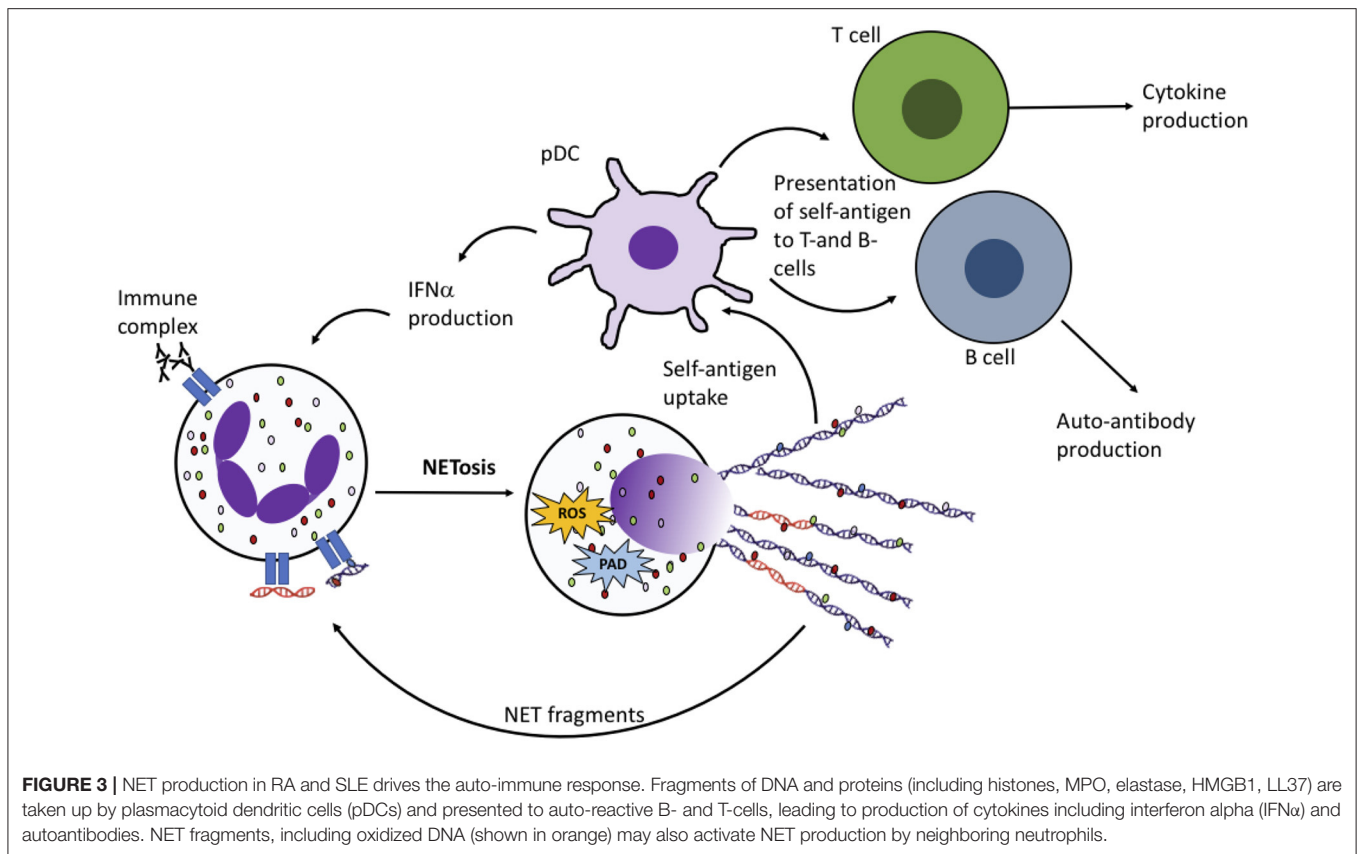 T cell
Cytokine
production
pDC
Presentation
of self-antigen
to T-and B-
cells
IFNα
production
Immune
complex
B cell
Self-antigen
uptake
Auto-antibody
production
NETosis
ROS
PAD
NET fragments
FIGURE 3 | NET production in RA and SLE drives the auto-immune response. Fragments of DNA and proteins (including histones, MPO, elastase, HMGB1, LL37) are
taken up by plasmacytoid dendritic cells (pDCs) and presented to auto-reactive B- and T-cells, leading to production of cytokines including interferon alpha (IFNα) and
autoantibodies. NET fragments, including oxidized DNA (shown in orange) may also activate NET production by neighboring neutrophils.